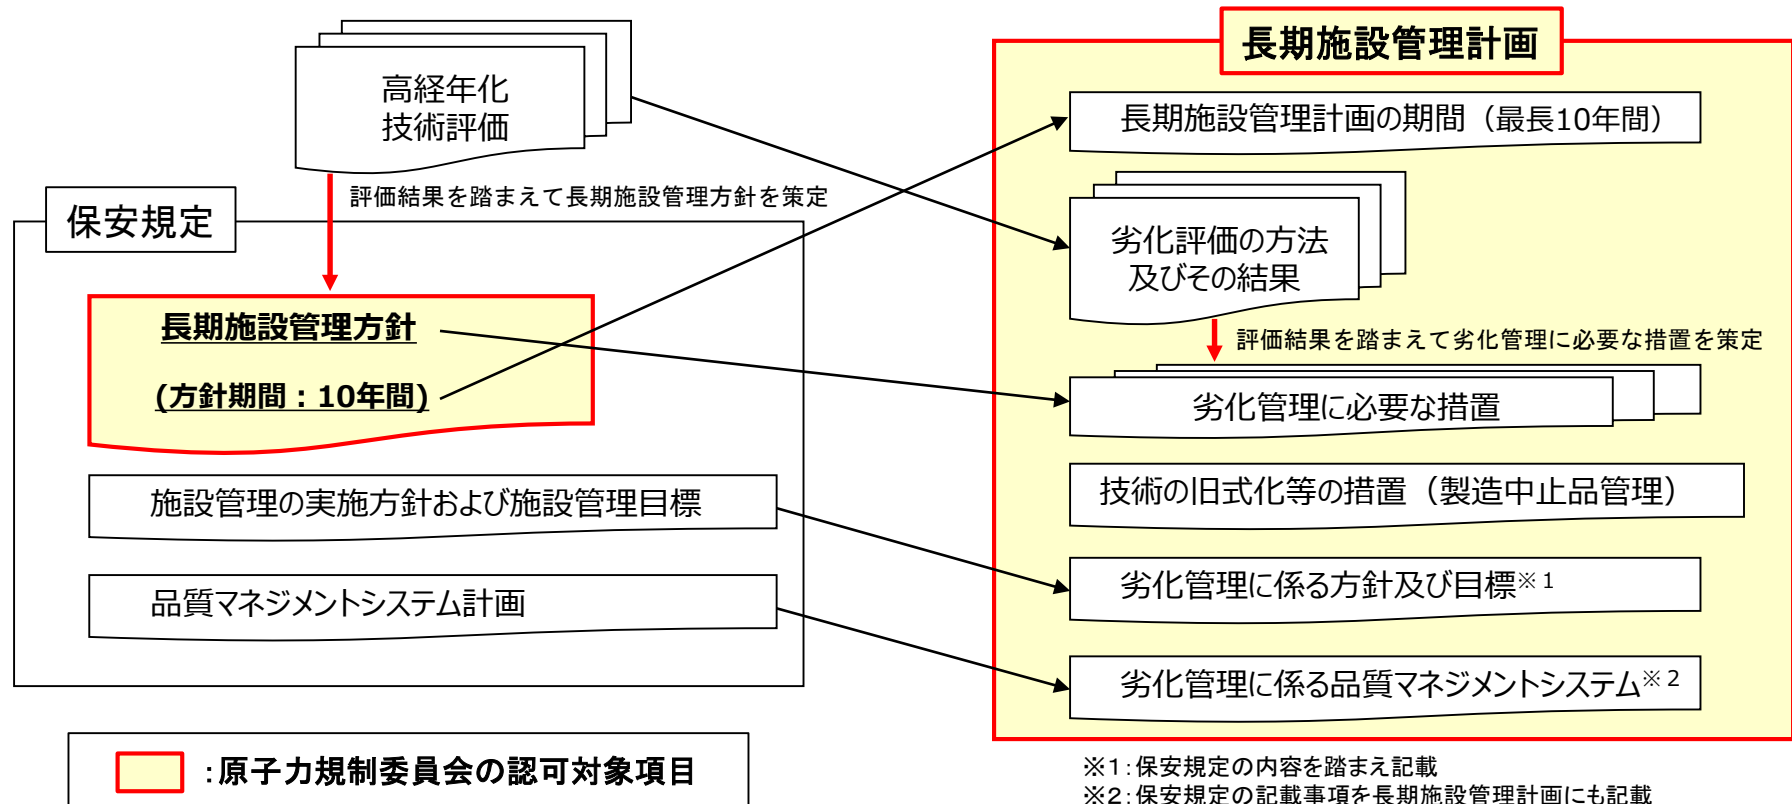 高経年化
技術評価
評価結果を踏まえて長期施設管理方針を策定
保安規定
長期施設管理方針
(方針期間：10年間)
施設管理の実施方針および施設管理目標
品質マネジメントシステム計画
:原子力規制委員会の認可対象項目
長期施設管理計画
長期施設管理計画の期間（最長10年間）
劣化評価の方法
及びその結果
評価結果を踏まえて劣化管理に必要な措置を策定
劣化管理に必要な措置
技術の旧式化等の措置（製造中止品管理）
劣化管理に係る方針及び目標※1
劣化管理に係る品質マネジメントシステム※2
※1:保安規定の内容を踏まえ記載
※2:保安規定の記載事項を長期施設管理計画にも記載